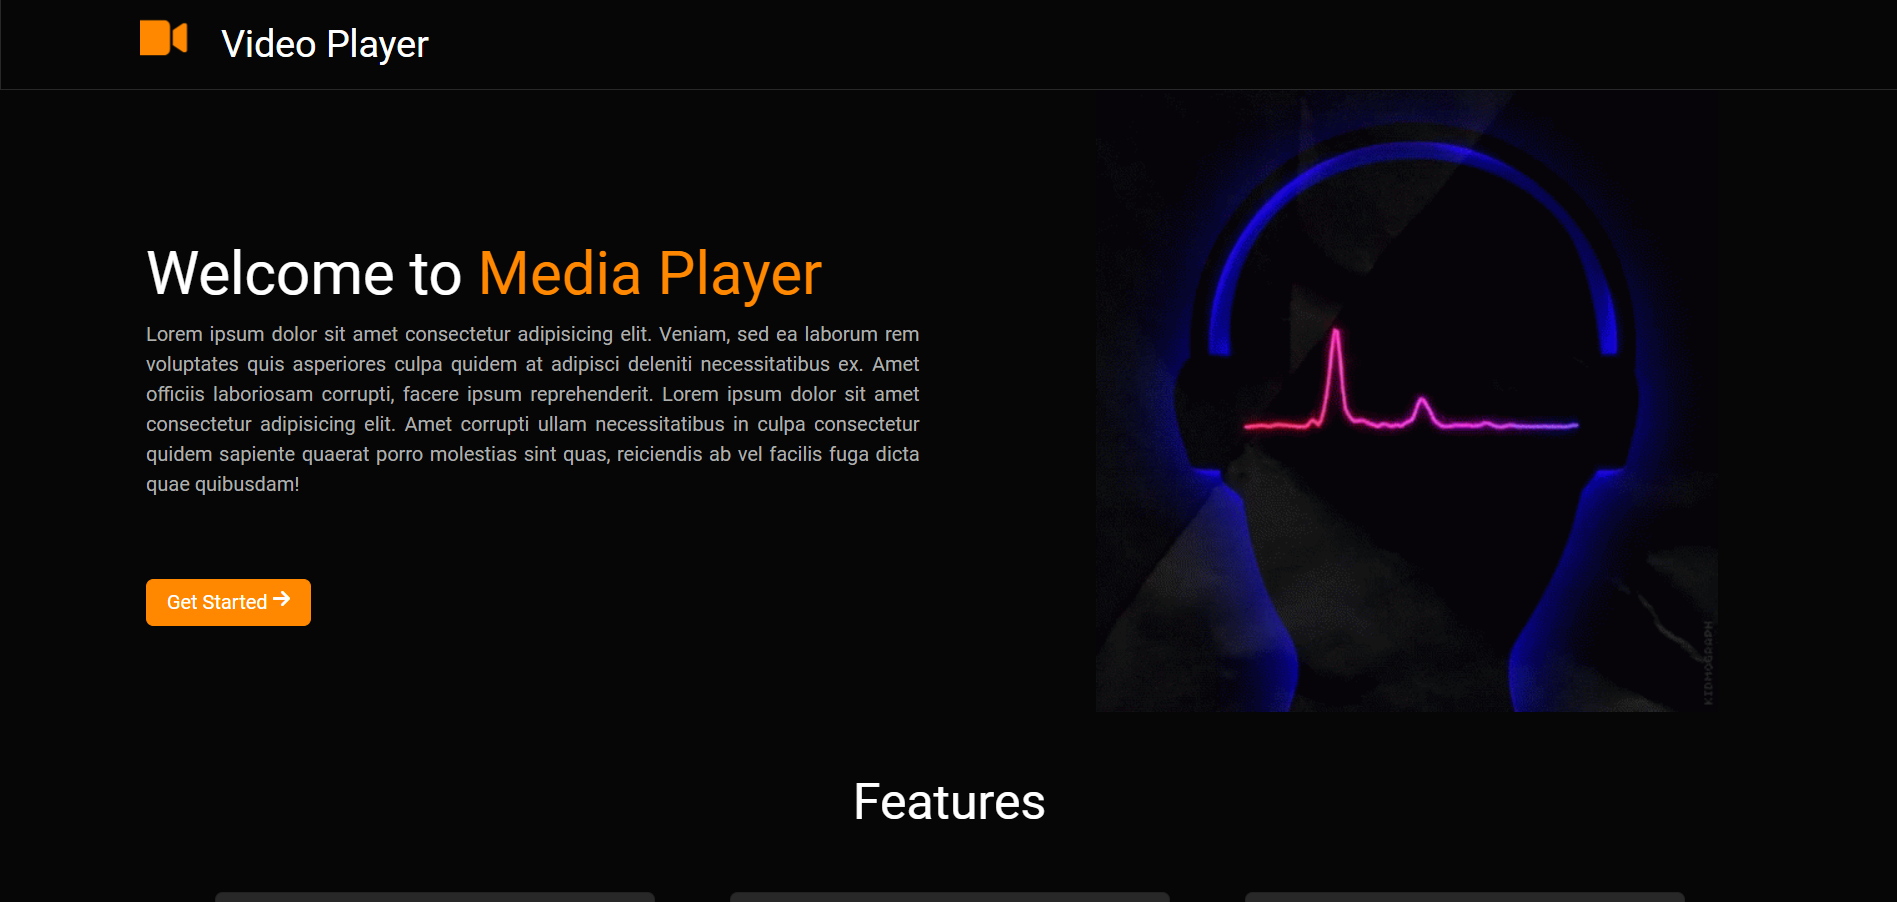 Video Player
Welcome to Media Player
Lorem ipsum dolor sit amet consectetur adipisicing elit. Veniam, sed ea laborum rem
voluptates quis asperiores culpa quidem at adipisci deleniti necessitatibus ex. Amet
officiis laboriosam corrupti, facere ipsum reprehenderit. Lorem ipsum dolor sit amet
consectetur adipisicing elit. Amet corrupti ullam necessitatibus in culpa consectetur
quidem sapiente quaerat porro molestias sint quas, reiciendis ab vel facilis fuga dicta
quae quibusdam!
Get Started
KIDMOGRAPH
Features